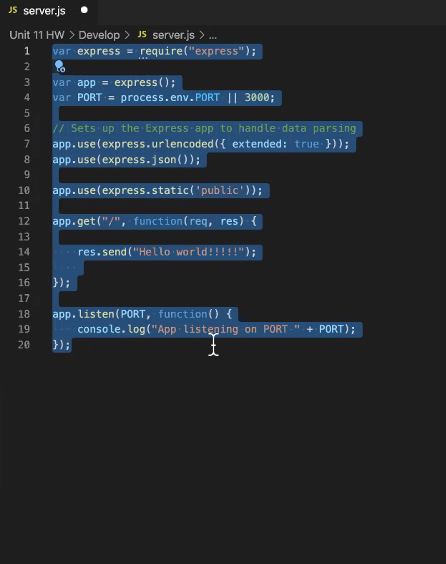 JS server.js
Unit 11 HW > Develop > JS server.js > ...
1 var express = require("express");
2
3 var app = express();
4 var PORT = process.env.PORT || 3000;
5
6 // Sets up the Express app to handle data parsing
7 app.use(express.urlencoded({ extended: true }));
8 app.use(express.json());
9
10 app.use(express.static('public'));
11
12 app.get("/", function(req, res) {
13
14 res.send("Hello world!!!!!");
15
16 });
17
18 app.listen(PORT, function() {
19 console.log("App listening on PORT " + PORT);
20 });